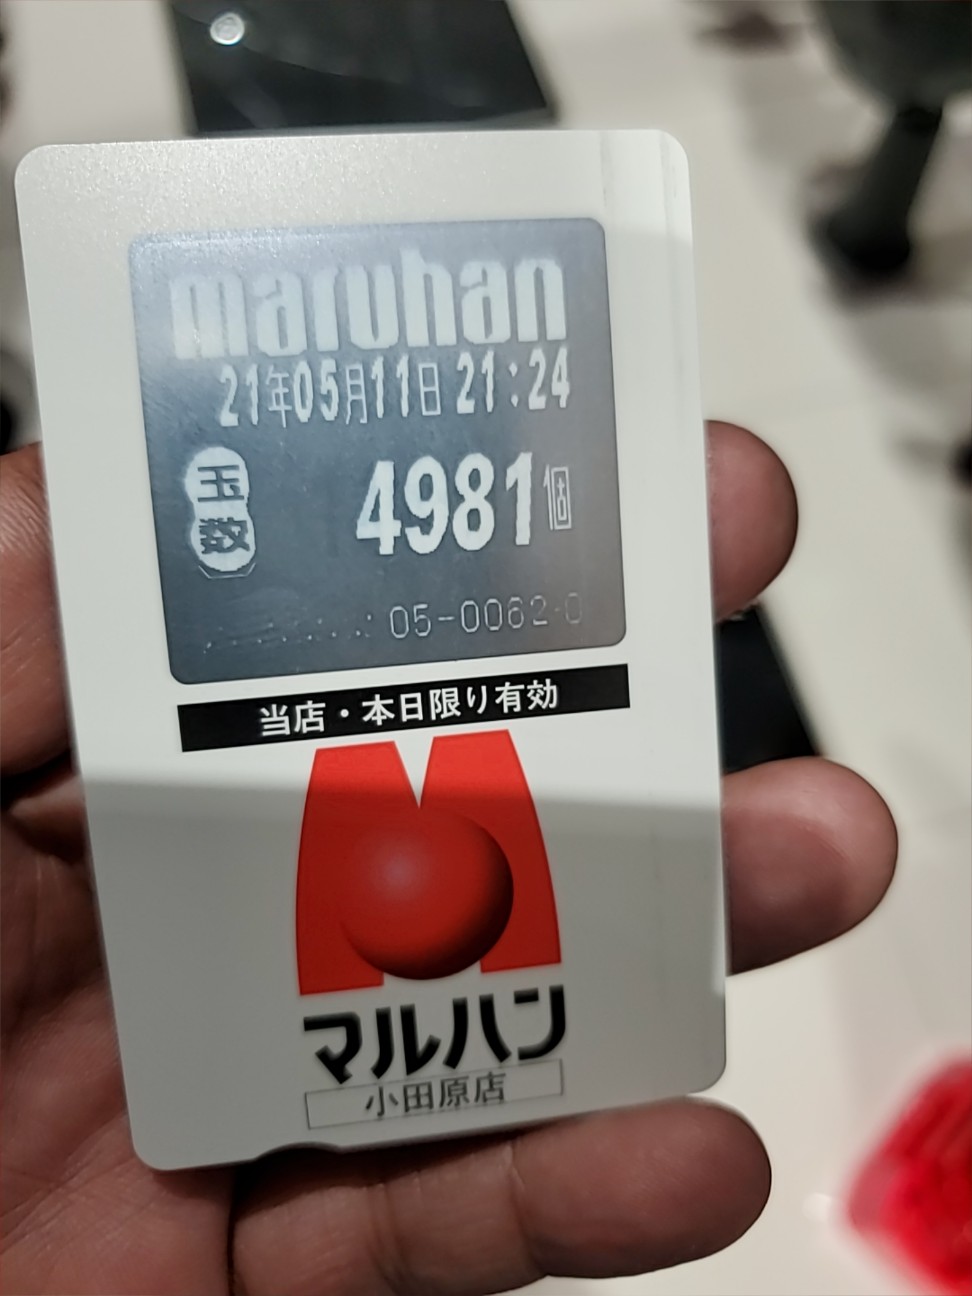 maruhan
21年05月11日 21:24
玉数 4981個
05-0062-0
当店・本日限り有効
マルハン
小田原店